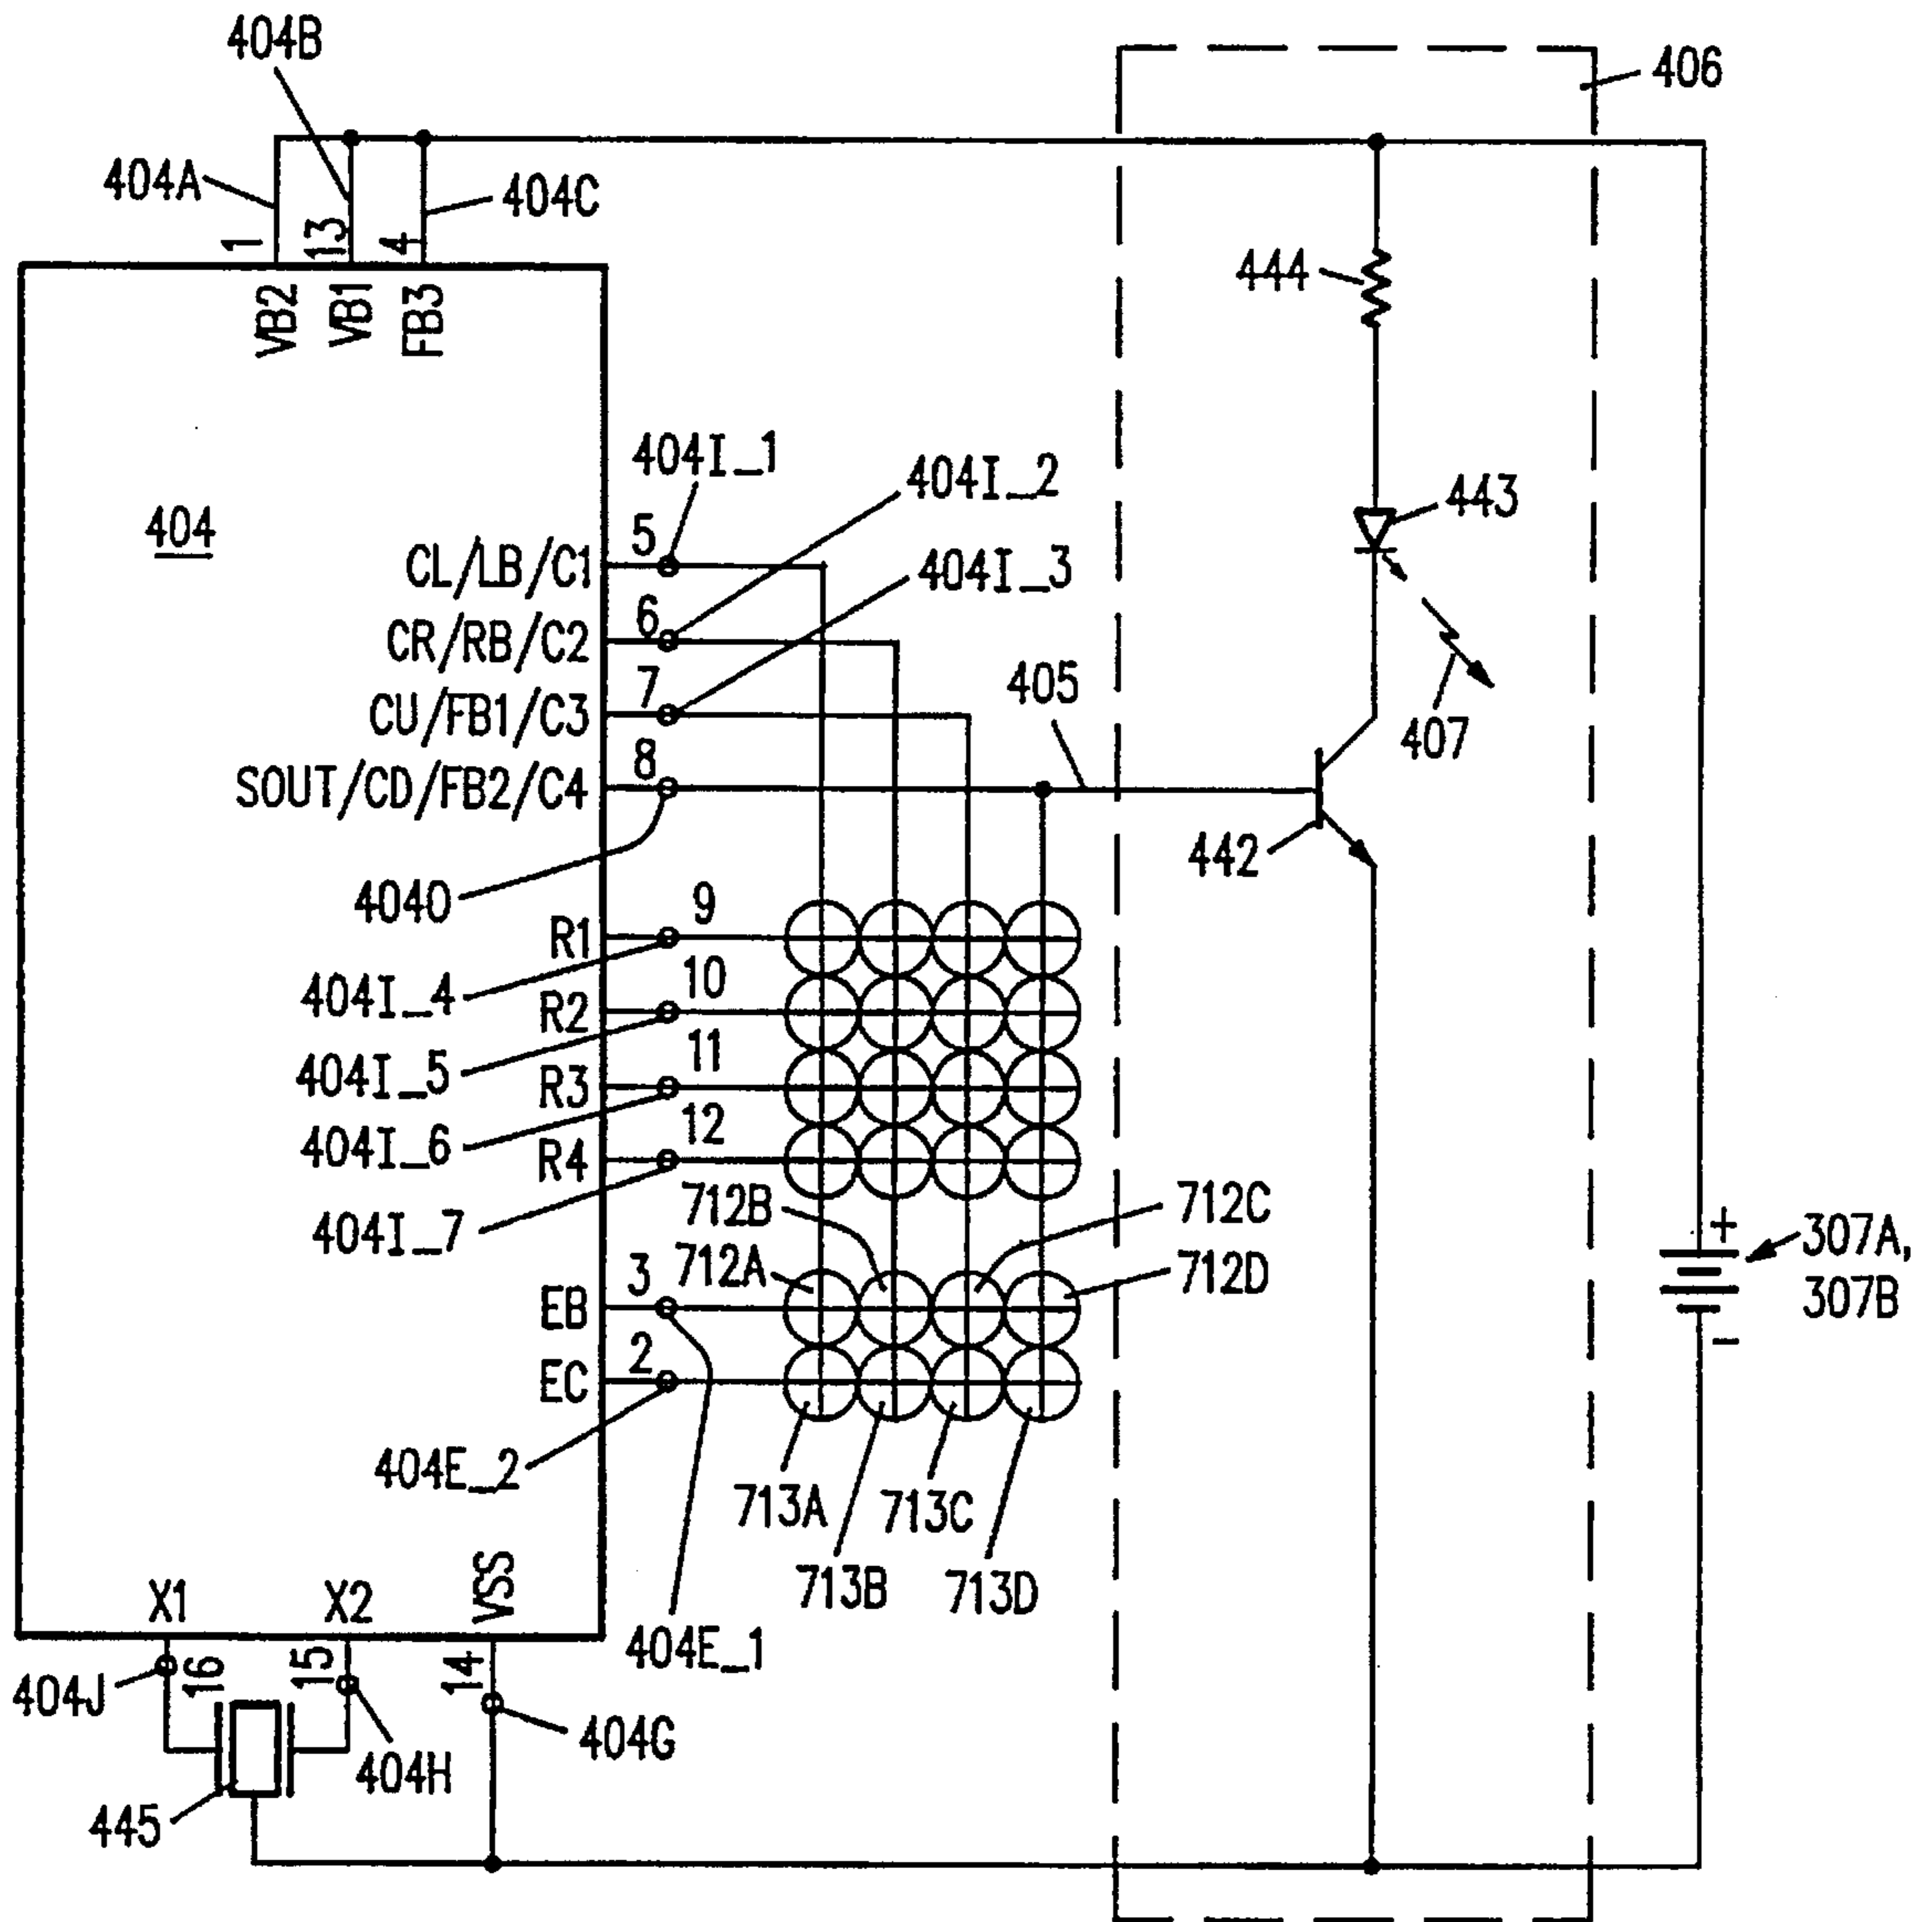 404B
406
404A
404C
1
13
4
VB2
VB1
FB3
444
404I_1
404I_2
443
404
5
CL/LB/C1
404I_3
6
CR/RB/C2
7
405
CU/FB1/C3
407
8
SOUT/CD/FB2/C4
442
4040
9
R1
10
404I_4
R2
11
404I_5
R3
12
404I_6
R4
712B
712C
404I_7
712A
712D
+
307A,
307B
3
EB
2
EC
−
404E_2
713A
713C
713B
713D
X1
X2
VSS
404E_1
16
15
14
404J
404G
404H
445